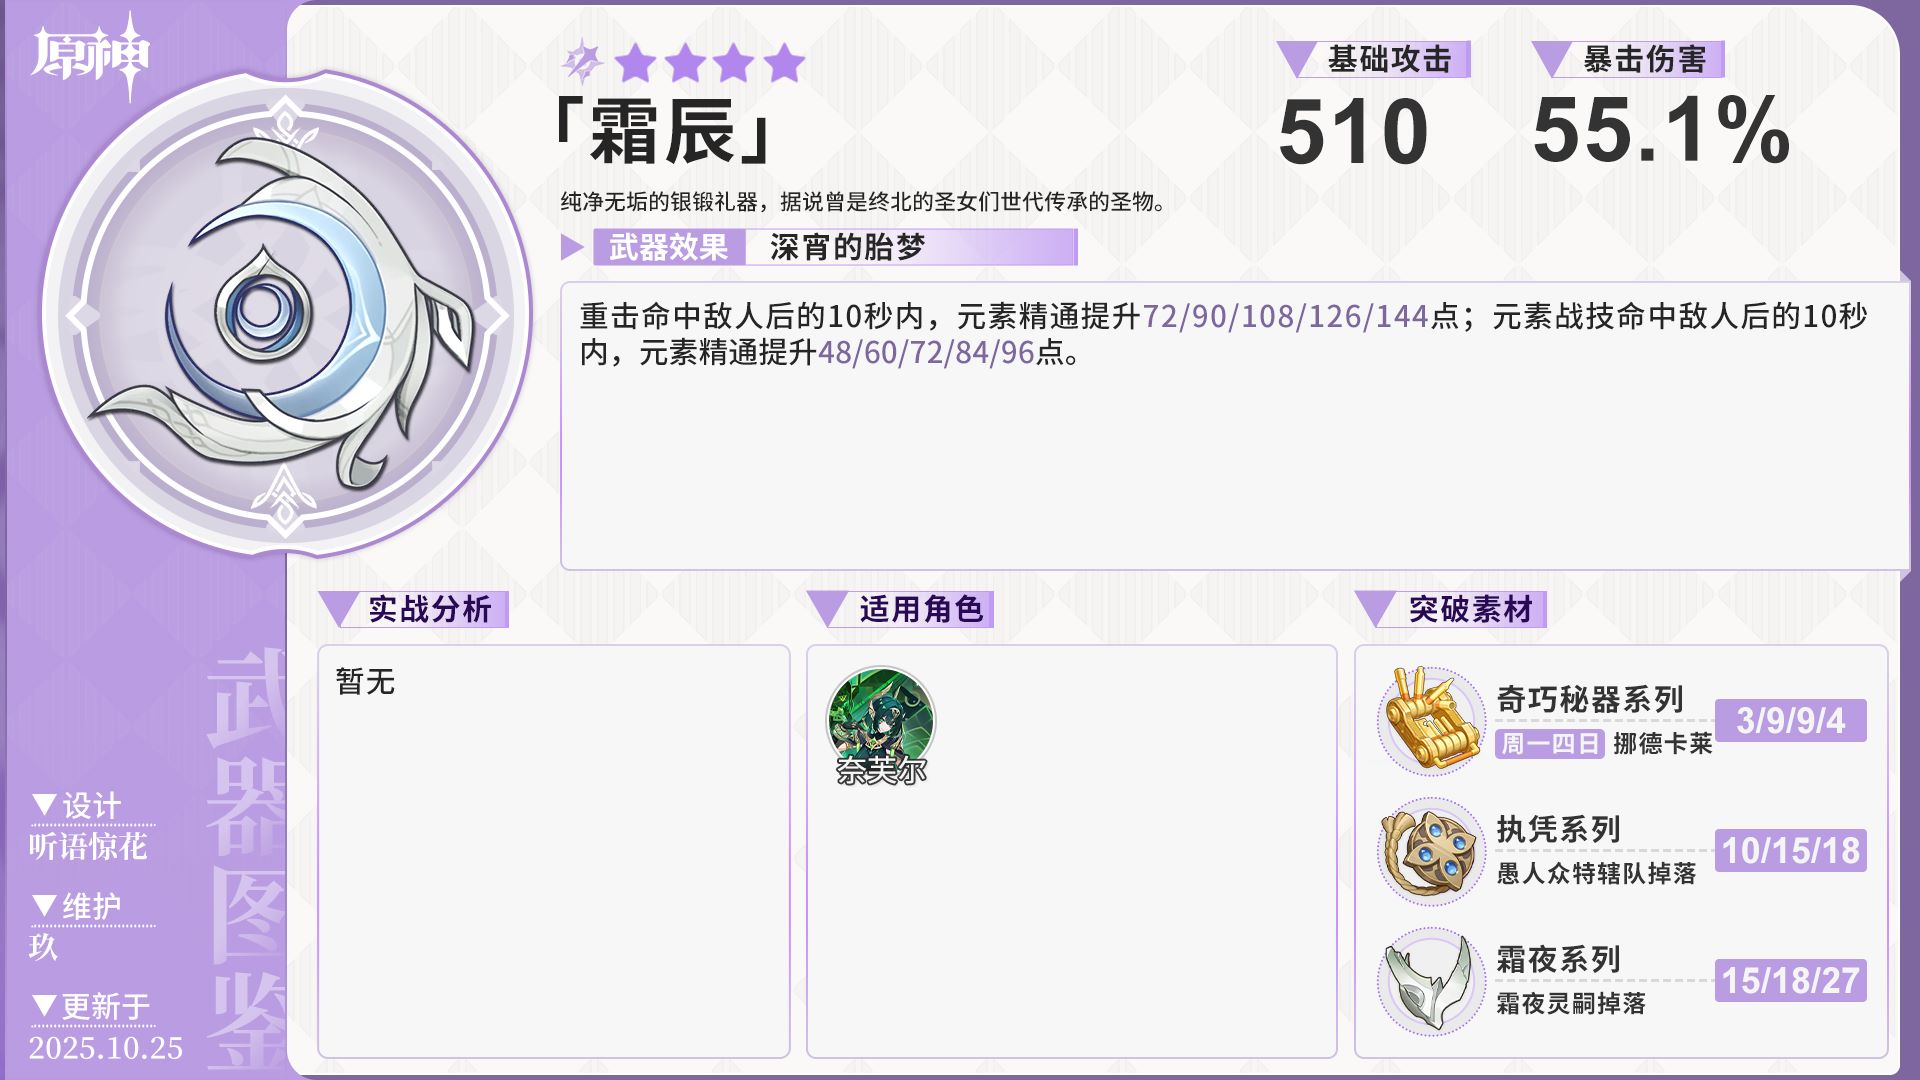 原神
「霜辰」
基础攻击
510
暴击伤害
55.1%
纯净无垢的银锻礼器，据说曾是终北的圣女们世代传承的圣物。
武器效果 深宵的胎梦
重击命中敌人后的10秒内，元素精通提升72/90/108/126/144点；元素战技命中敌人后的10秒
内，元素精通提升48/60/72/84/96点。
实战分析
暂无
适用角色
奈芙尔
突破素材
奇巧秘器系列
周一四日 挪德卡莱
3/9/9/4
执凭系列
愚人众特辖队掉落
10/15/18
霜夜系列
霜夜灵嗣掉落
15/18/27
武器图鉴
▼设计
听语惊花
▼维护
玖
▼更新于
2025.10.25